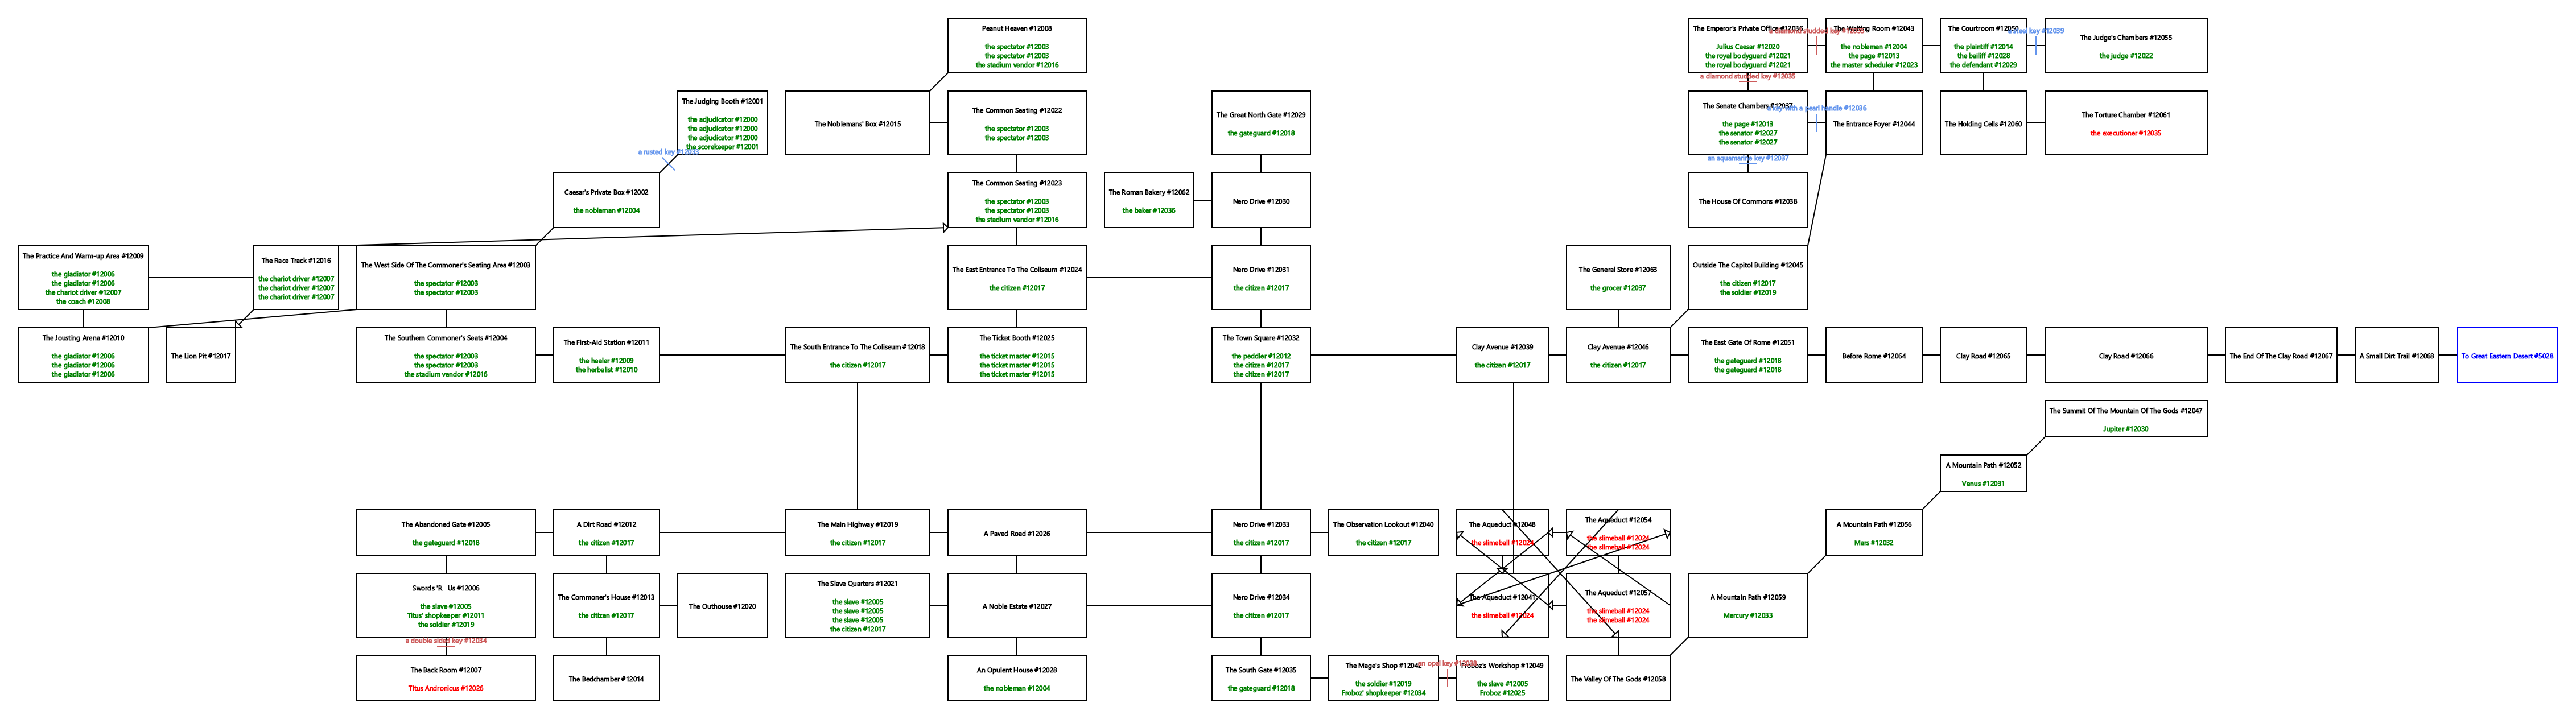 Peanut Heaven #12008
the spectator #12003
the spectator #12003
the stadium vendor #12016
The Emperor's Private Office #12036
Julius Caesar #12020
the royal bodyguard #12021
the royal bodyguard #12021
a diamond studded key #12035
The Waiting Room #12043
the nobleman #12004
the page #12013
the master scheduler #12023
The Courtroom #12050
the plaintiff #12014
the bailiff #12028
the defendant #12029
a steel key #12039
The Judge's Chambers #12055
the judge #12022
a diamond studded key #12035
The Judging Booth #12001
the adjudicator #12000
the adjudicator #12000
the adjudicator #12000
the scorekeeper #12001
a rusted key #12033
The Noblemans' Box #12015
The Common Seating #12022
the spectator #12003
the spectator #12003
The Great North Gate #12029
the gateguard #12018
The Senate Chambers #12037
the page #12013
the senator #12027
the senator #12027
a key with a pearl handle #12036
an aquamarine key #12037
The Entrance Foyer #12044
The Holding Cells #12060
The Torture Chamber #12061
the executioner #12035
Caesar's Private Box #12002
the nobleman #12004
The Common Seating #12023
the spectator #12003
the spectator #12003
the stadium vendor #12016
The Roman Bakery #12062
the baker #12036
Nero Drive #12030
The House Of Commons #12038
The Practice And Warm-up Area #12009
the gladiator #12006
the gladiator #12006
the chariot driver #12007
the coach #12008
The Race Track #12016
the chariot driver #12007
the chariot driver #12007
the chariot driver #12007
The West Side Of The Commoner's Seating Area #12003
the spectator #12003
the spectator #12003
The East Entrance To The Coliseum #12024
the citizen #12017
Nero Drive #12031
the citizen #12017
The General Store #12063
the grocer #12037
Outside The Capitol Building #12045
the citizen #12017
the soldier #12019
The Jousting Arena #12010
the gladiator #12006
the gladiator #12006
the gladiator #12006
The Lion Pit #12017
The Southern Commoner's Seats #12004
the spectator #12003
the spectator #12003
the stadium vendor #12016
The First-Aid Station #12011
the healer #12009
the herbalist #12010
The South Entrance To The Coliseum #12018
the citizen #12017
The Ticket Booth #12025
the ticket master #12015
the ticket master #12015
the ticket master #12015
The Town Square #12032
the peddler #12012
the citizen #12017
the citizen #12017
Clay Avenue #12039
the citizen #12017
Clay Avenue #12046
the citizen #12017
The East Gate Of Rome #12051
the gateguard #12018
the gateguard #12018
Before Rome #12064
Clay Road #12065
Clay Road #12066
The End Of The Clay Road #12067
A Small Dirt Trail #12068
To Great Eastern Desert #5028
The Summit Of The Mountain Of The Gods #12047
Jupiter #12030
A Mountain Path #12052
Venus #12031
The Abandoned Gate #12005
the gateguard #12018
A Dirt Road #12012
the citizen #12017
The Main Highway #12019
the citizen #12017
A Paved Road #12026
Nero Drive #12033
the citizen #12017
The Observation Lookout #12040
the citizen #12017
The Aqueduct #12048
the slimeball #12024
The Aqueduct #12054
the slimeball #12024
the slimeball #12024
A Mountain Path #12056
Mars #12032
Swords 'R Us #12006
the slave #12005
Titus' shopkeeper #12011
the soldier #12019
a double sided key #12034
The Commoner's House #12013
the citizen #12017
The Outhouse #12020
The Slave Quarters #12021
the slave #12005
the slave #12005
the slave #12005
the citizen #12017
A Noble Estate #12027
Nero Drive #12034
the citizen #12017
The Aqueduct #12041
the slimeball #12024
The Aqueduct #12057
the slimeball #12024
the slimeball #12024
A Mountain Path #12059
Mercury #12033
The Back Room #12007
Titus Andronicus #12026
The Bedchamber #12014
An Opulent House #12028
the nobleman #12004
The South Gate #12035
the gateguard #12018
The Mage's Shop #12042
the soldier #12019
Froboz' shopkeeper #12034
an opal key #12038
Froboz's Workshop #12049
the slave #12005
Froboz #12025
The Valley Of The Gods #12058